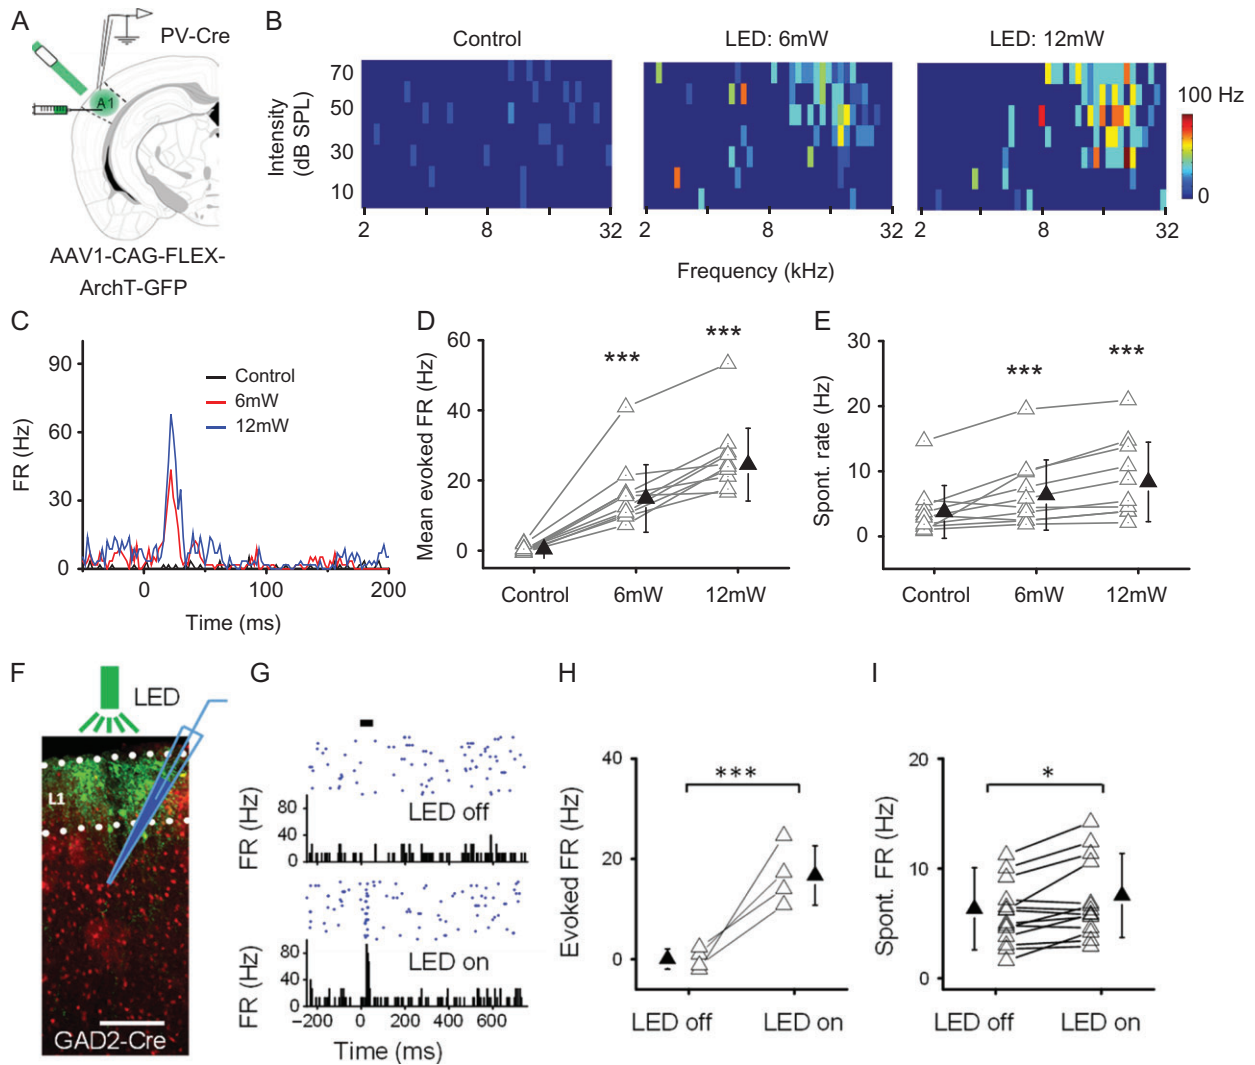 A
PV-Cre
A1
AAV1-CAG-FLEX-
ArchT-GFP
B
Control
LED: 6mW
LED: 12mW
Intensity
(dB SPL)
70
50
30
10
2
8
32
2
8
32
2
8
32
100 Hz
0
Frequency (kHz)
C
FR (Hz)
90
60
30
0
Control
6mW
12mW
0
100
200
Time (ms)
D
Mean evoked FR (Hz)
60
40
20
0
***
***
Control
6mW
12mW
E
Spont. rate (Hz)
30
20
10
0
***
***
Control
6mW
12mW
F
LED
L1
GAD2-Cre
G
FR (Hz)
80
40
0
LED off
FR (Hz)
80
40
0
LED on
−200
0
200
400
600
Time (ms)
H
Evoked FR (Hz)
40
20
0
***
LED off
LED on
I
Spont. FR (Hz)
20
10
0
*
LED off
LED on